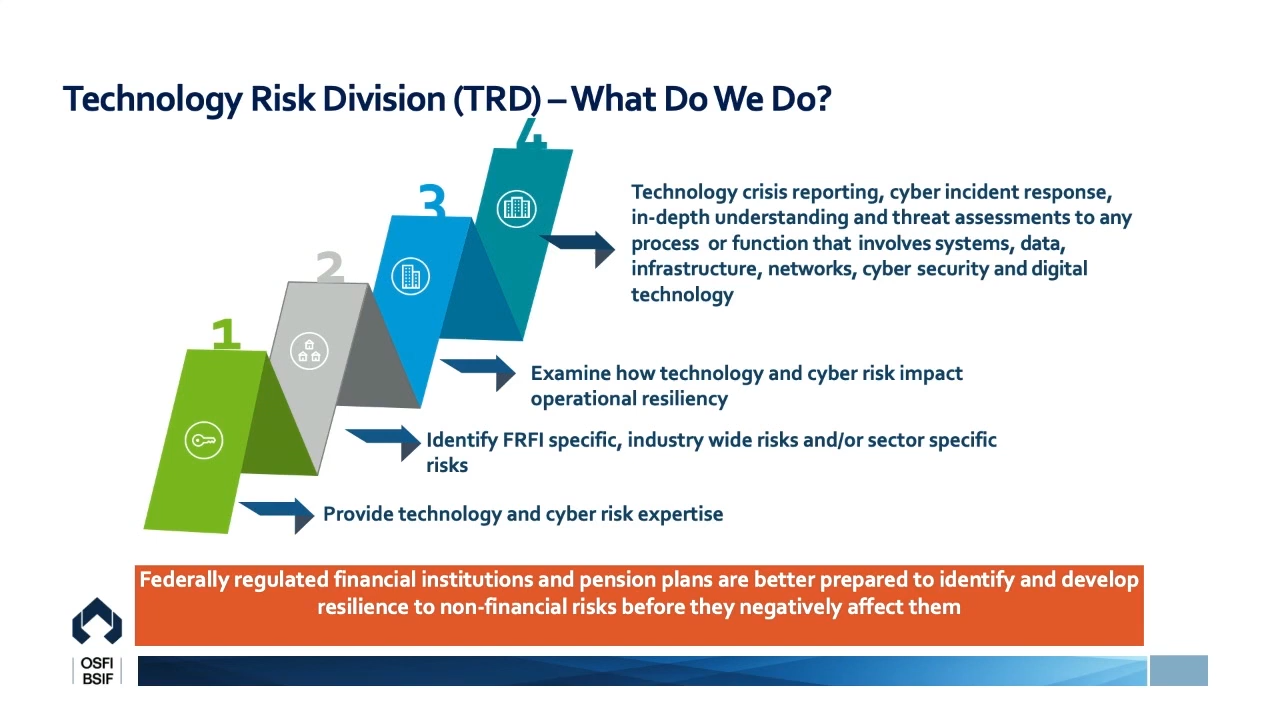 Technology Risk Division (TRD) – What Do We Do?
4
Technology crisis reporting, cyber incident response,
in-depth understanding and threat assessments to any
process or function that involves systems, data,
infrastructure, networks, cyber security and digital
technology
3
Examine how technology and cyber risk impact
operational resiliency
2
Identify FRFI specific, industry wide risks and/or sector specific
risks
1
Provide technology and cyber risk expertise
Federally regulated financial institutions and pension plans are better prepared to identify and develop
resilience to non-financial risks before they negatively affect them
OSFI
BSIF